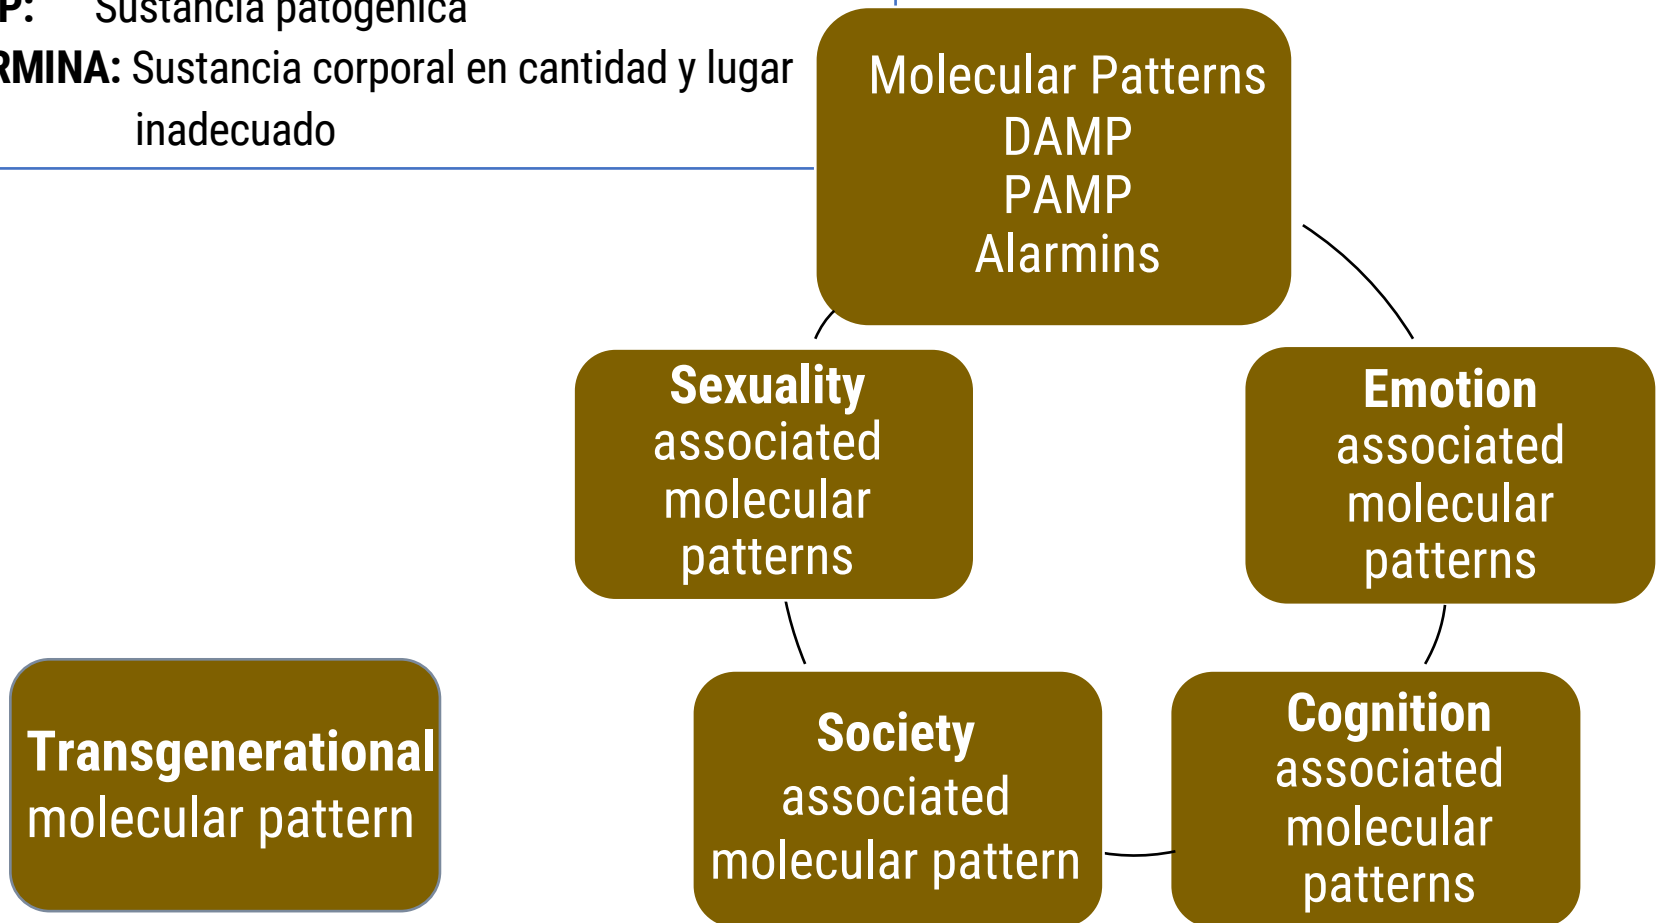 P: Sustancia patogénica
RMINA: Sustancia corporal en cantidad y lugar
inadecuado
Molecular Patterns
DAMP
PAMP
Alarmins
Sexuality
associated
molecular
patterns
Emotion
associated
molecular
patterns
Transgenerational
molecular pattern
Society
associated
molecular pattern
Cognition
associated
molecular
patterns